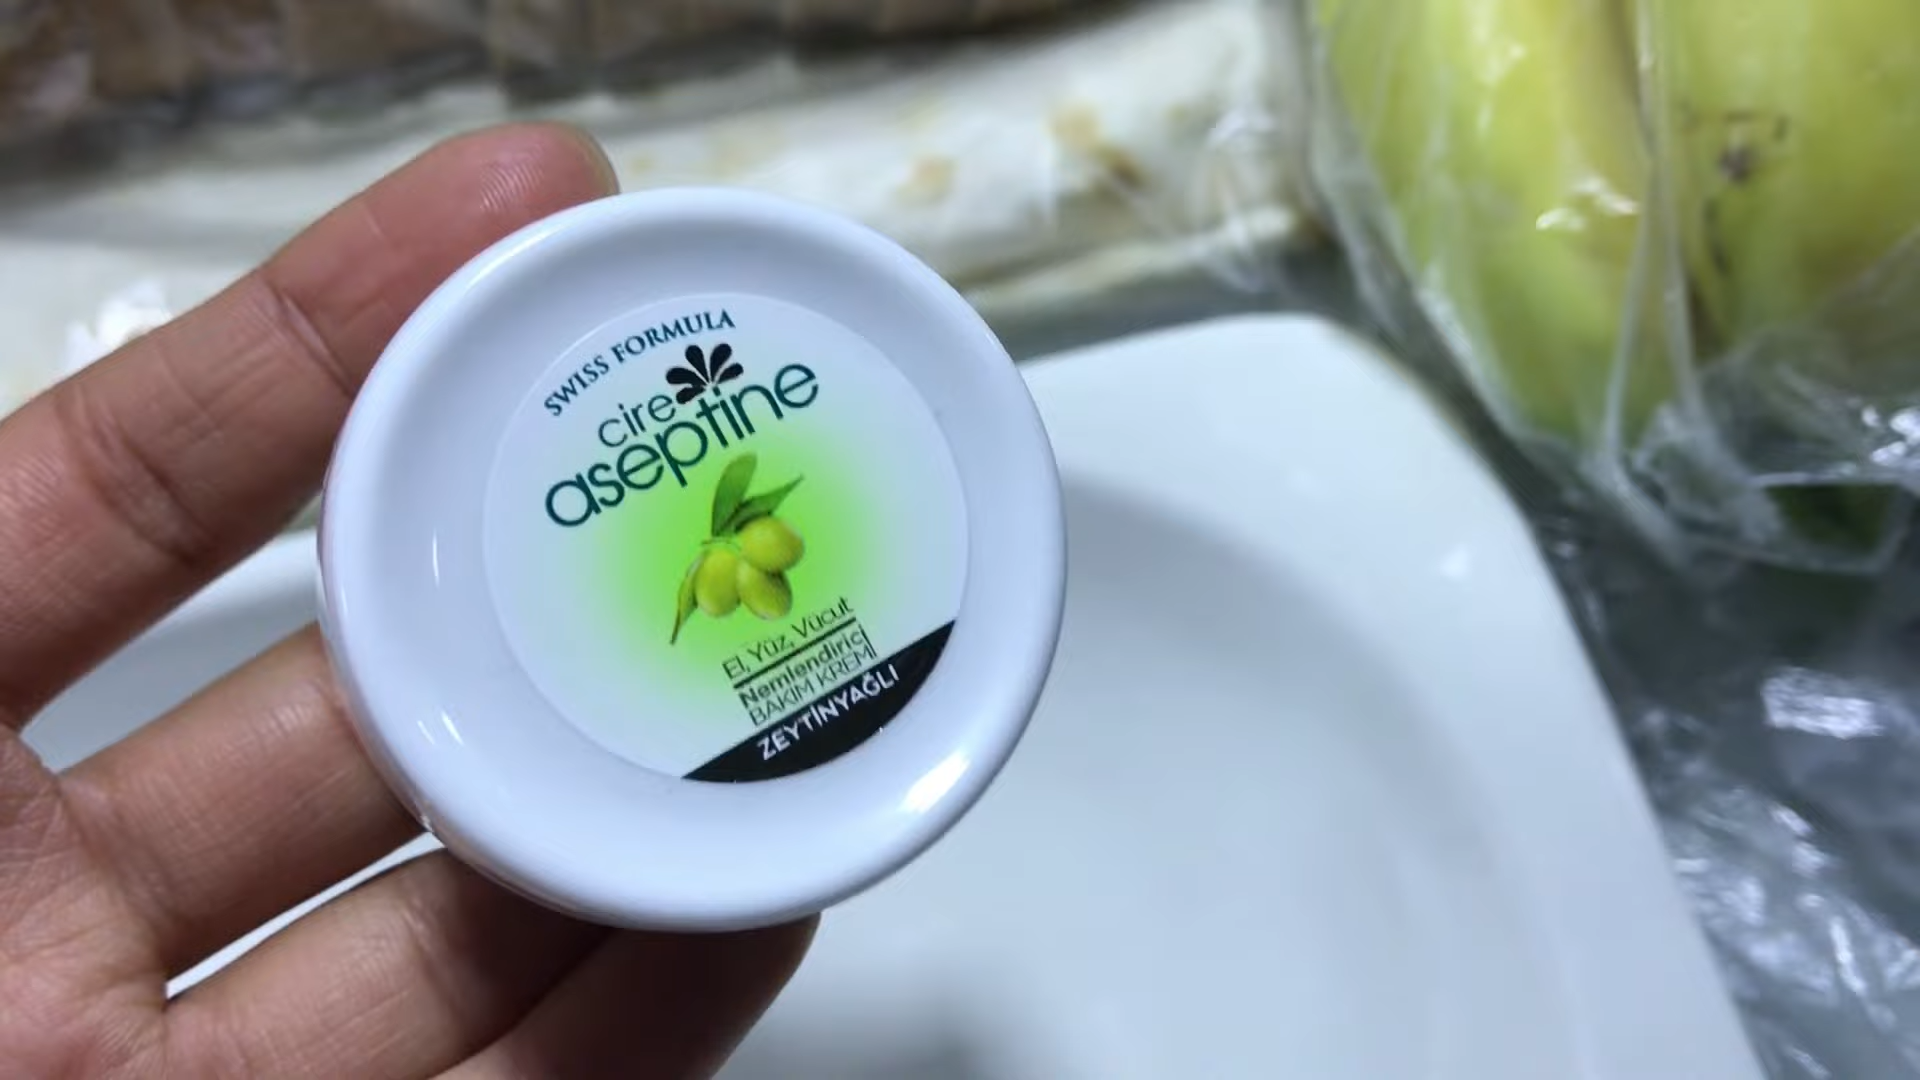 SWISS FORMULA
cire
aseptine
El, Yüz, Vücut
Nemlendirici
BAKIM KREMİ
ZEYTİNYAĞLI